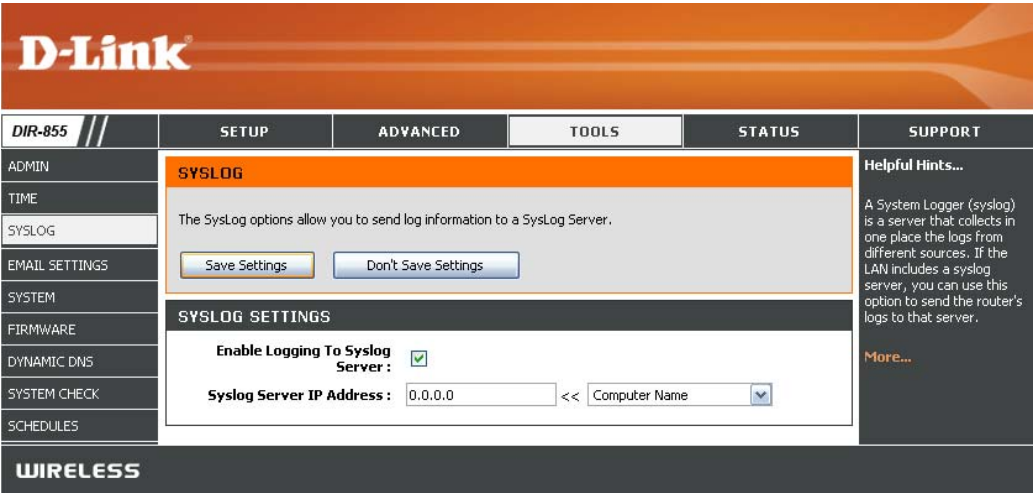 D-Link
DIR-855
SETUP
ADVANCED
TOOLS
STATUS
SUPPORT
ADMIN
TIME
SYSLOG
EMAIL SETTINGS
SYSTEM
FIRMWARE
DYNAMIC DNS
SYSTEM CHECK
SCHEDULES
SYSLOG
The SysLog options allow you to send log information to a SysLog Server.
Save Settings
Don't Save Settings
SYSLOG SETTINGS
Enable Logging To Syslog
Server :
Syslog Server IP Address :
0.0.0.0
<<
Computer Name
Helpful Hints...
A System Logger (syslog)
is a server that collects in
one place the logs from
different sources. If the
LAN includes a syslog
server, you can use this
option to send the router's
logs to that server.
More...
WIRELESS